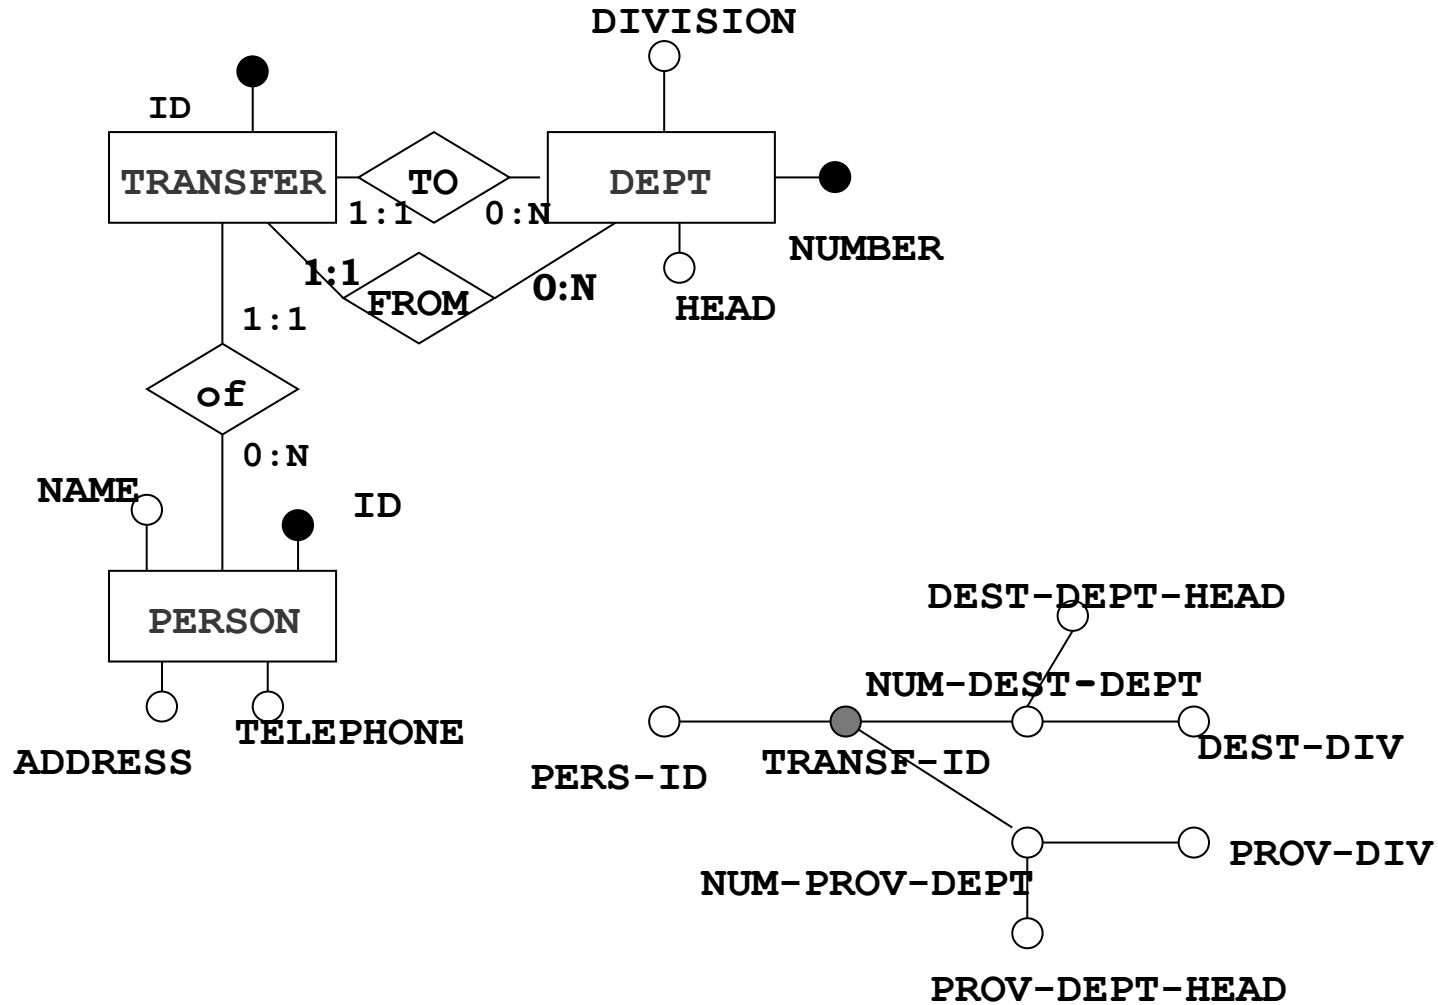 DIVISION
ID
TRANSFER
TO
DEPT
1:1
0:N
NUMBER
1:1
0:N
FROM
HEAD
1:1
of
0:N
NAME
ID
PERSON
TELEPHONE
ADDRESS
DEST-DEPT-HEAD
NUM-DEST-DEPT
DEST-DIV
TRANSF-ID
PERS-ID
PROV-DIV
NUM-PROV-DEPT
PROV-DEPT-HEAD